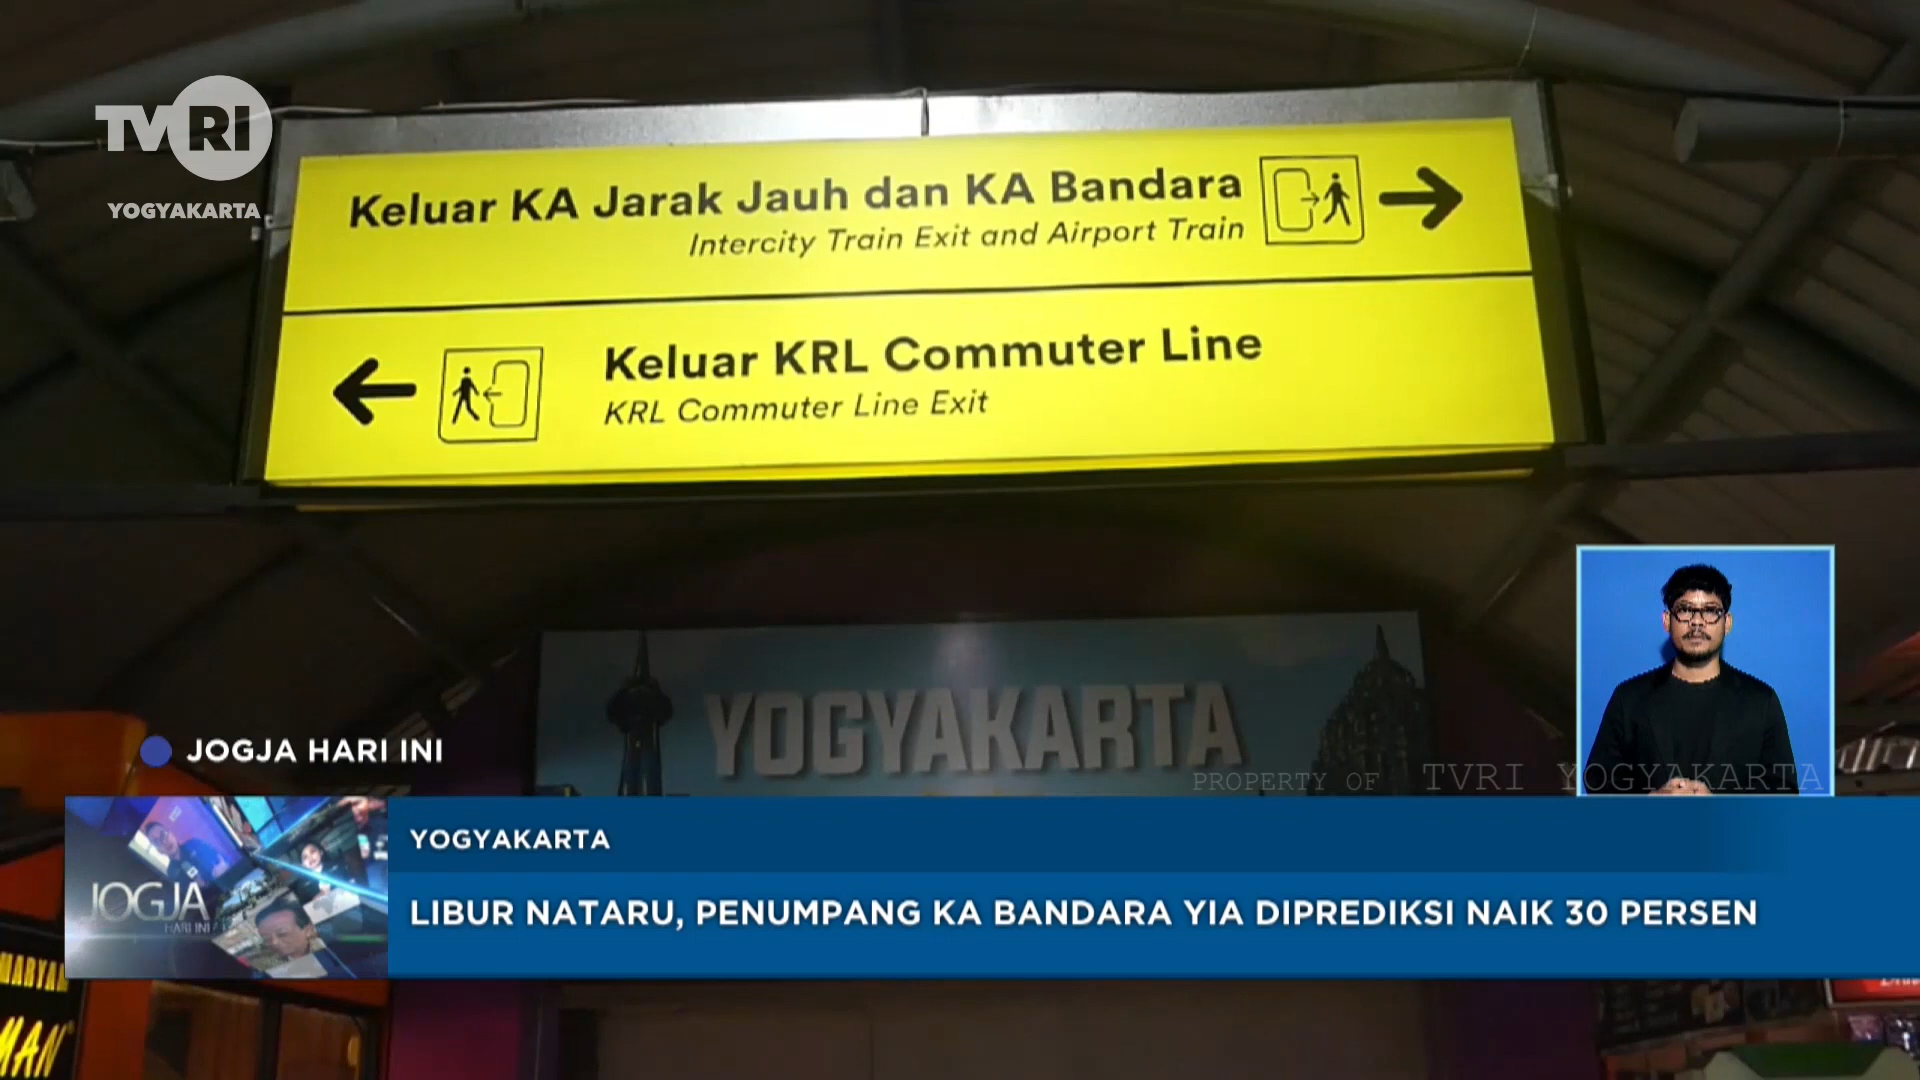 TVRI
YOGYAKARTA
Keluar KA Jarak Jauh dan KA Bandara
Intercity Train Exit and Airport Train
Keluar KRL Commuter Line
KRL Commuter Line Exit
YOGYAKARTA
PROPERTY OF TVRI YOGYAKARTA
JOGJA HARI INI
JOGJA
HARI INI
YOGYAKARTA
LIBUR NATARU, PENUMPANG KA BANDARA YIA DIPREDIKSI NAIK 30 PERSEN